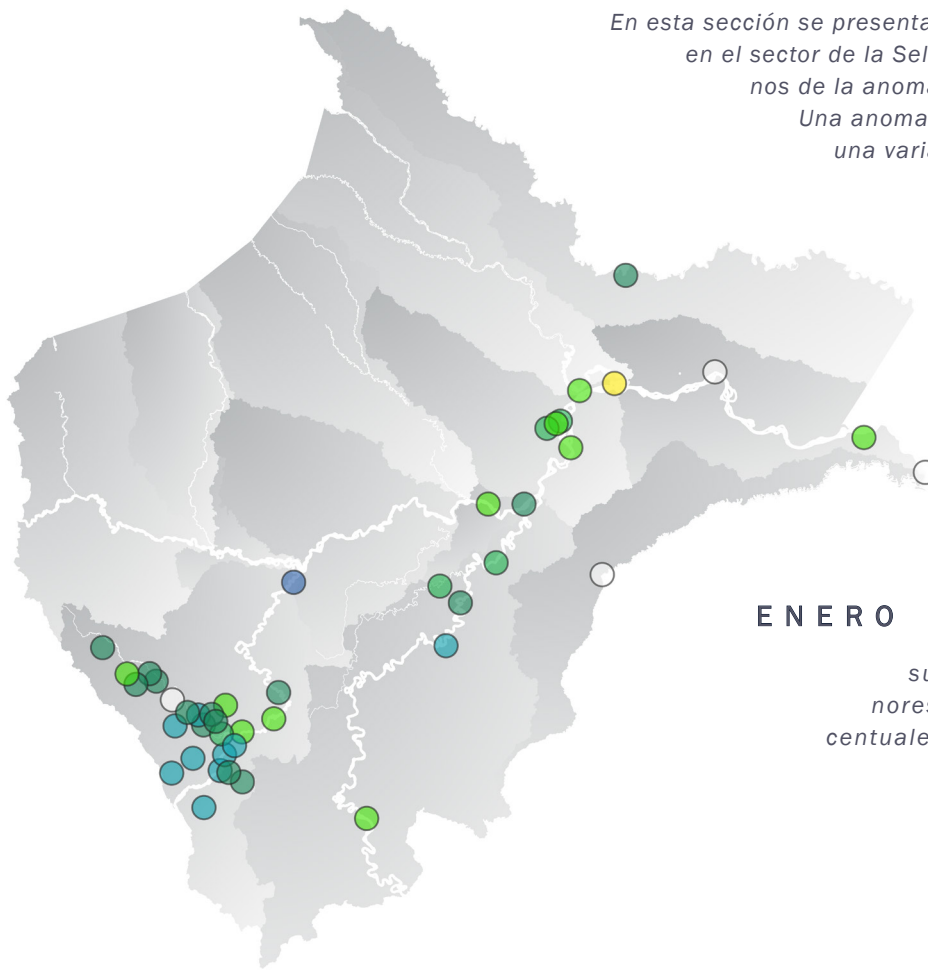 En esta sección se presenta
en el sector de la Sel
nos de la anoma
Una anoma
una varia
ENERO
su
nores
centuale